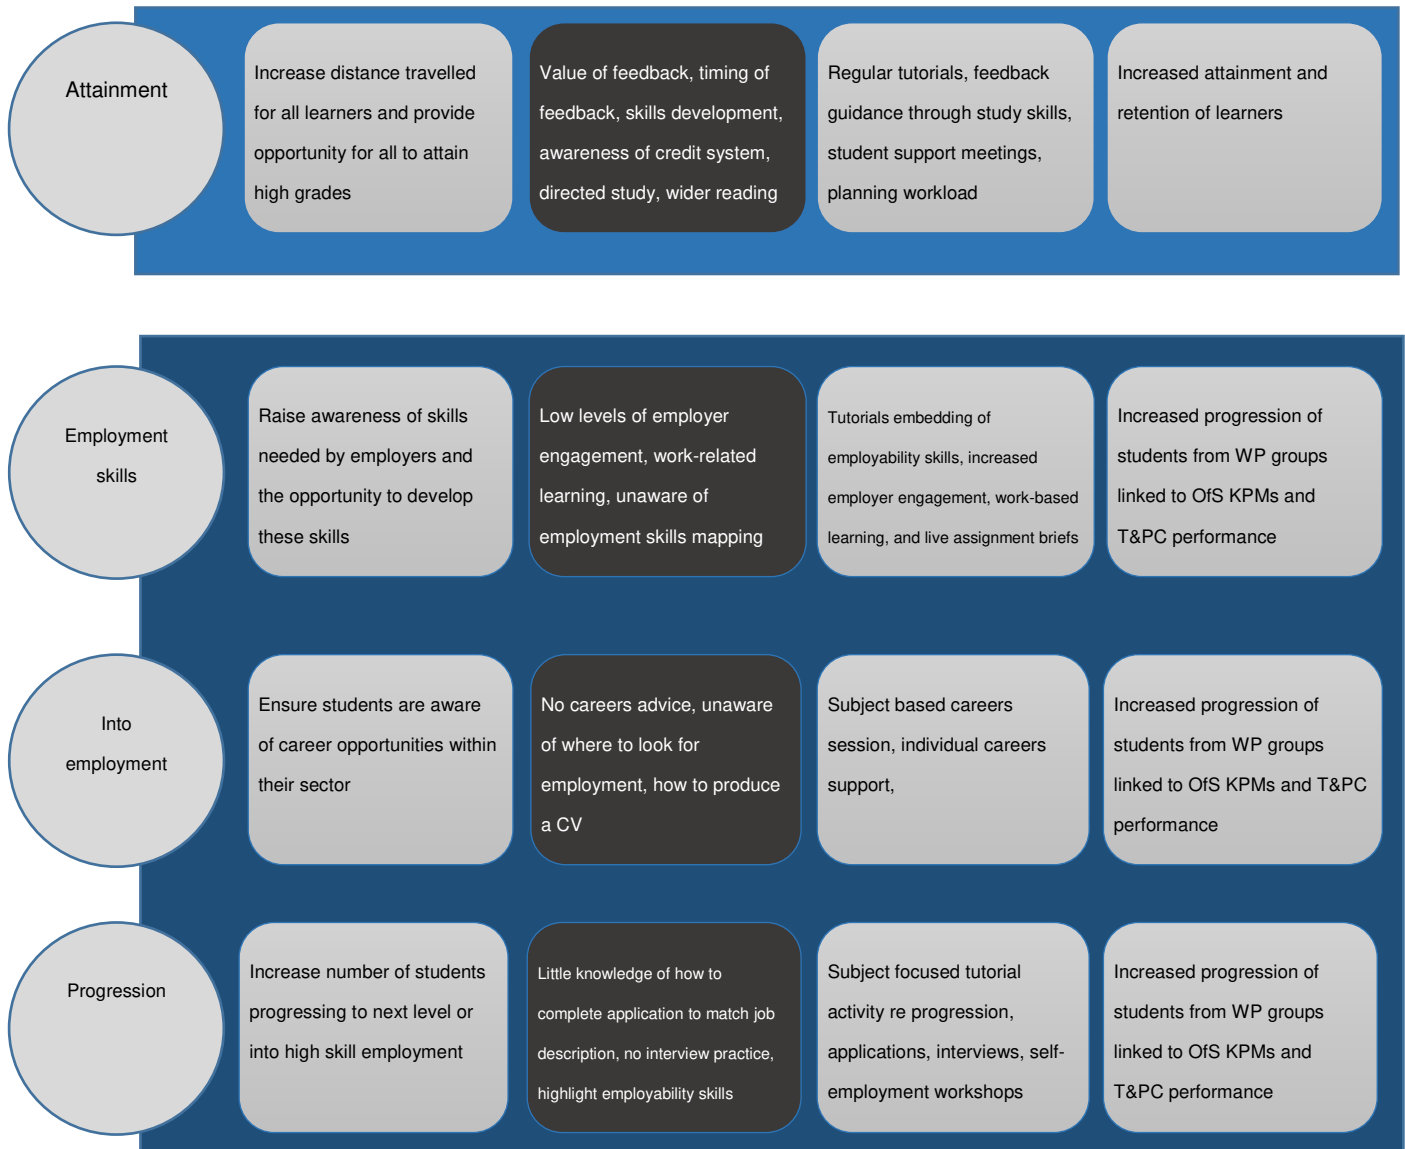 Attainment
Increase distance travelled
for all learners and provide
opportunity for all to attain
high grades
Value of feedback, timing of
feedback, skills development,
awareness of credit system,
directed study, wider reading
Regular tutorials, feedback
guidance through study skills,
student support meetings,
planning workload
Increased attainment and
retention of learners
Employment
skills
Raise awareness of skills
needed by employers and
the opportunity to develop
these skills
Low levels of employer
engagement, work-related
learning, unaware of
employment skills mapping
Tutorials embedding of
employability skills, increased
employer engagement, work-based
learning, and live assignment briefs
Increased progression of
students from WP groups
linked to OfS KPMs and
T&PC performance
Into
employment
Ensure students are aware
of career opportunities within
their sector
No careers advice, unaware
of where to look for
employment, how to produce
a CV
Subject based careers
session, individual careers
support,
Increased progression of
students from WP groups
linked to OfS KPMs and T&PC
performance
Progression
Increase number of students
progressing to next level or
into high skill employment
Little knowledge of how to
complete application to match job
description, no interview practice,
highlight employability skills
Subject focused tutorial
activity re progression,
applications, interviews, self-
employment workshops
Increased progression of
students from WP groups
linked to OfS KPMs and
T&PC performance